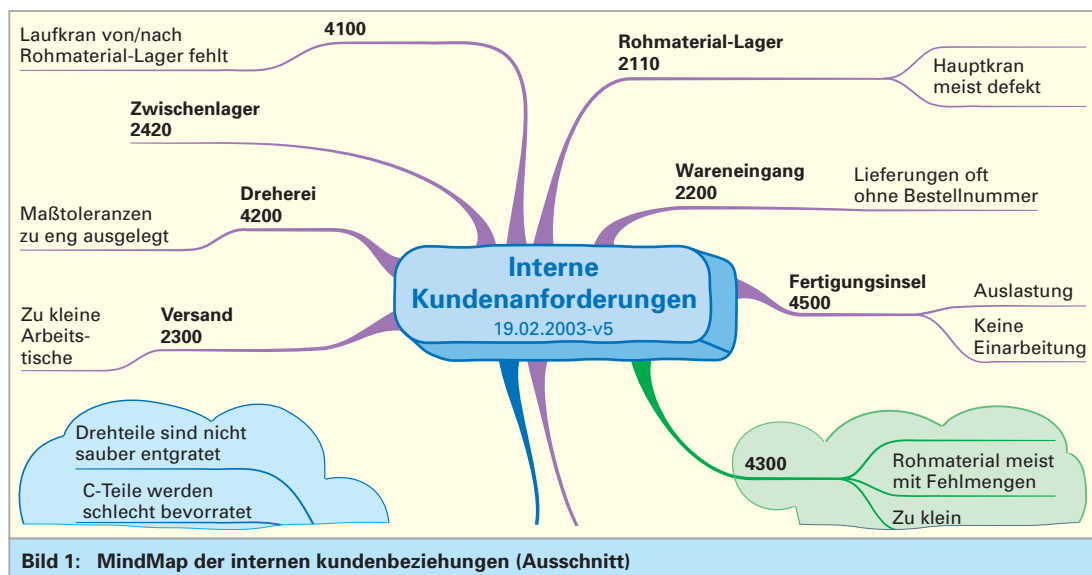 Laufkran von/nach
Rohmaterial-Lager fehlt
4100
Zwischenlager
2420
Dreherei
4200
Maßtoleranzen
zu eng ausgelegt
Versand
2300
Zu kleine
Arbeits-
tische
Rohmaterial-Lager
2110
Hauptkran
meist defekt
Wareneingang
2200
Lieferungen oft
ohne Bestellnummer
Interne
Kundenanforderungen
19.02.2003-v5
Fertigungsinsel
4500
Auslastung
Keine
Einarbeitung
Drehteile sind nicht
sauber entgratet
C-Teile werden
schlecht bevorratet
4300
Rohmaterial meist
mit Fehlmengen
Zu klein
Bild 1: MindMap der internen kundenbeziehungen (Ausschnitt)